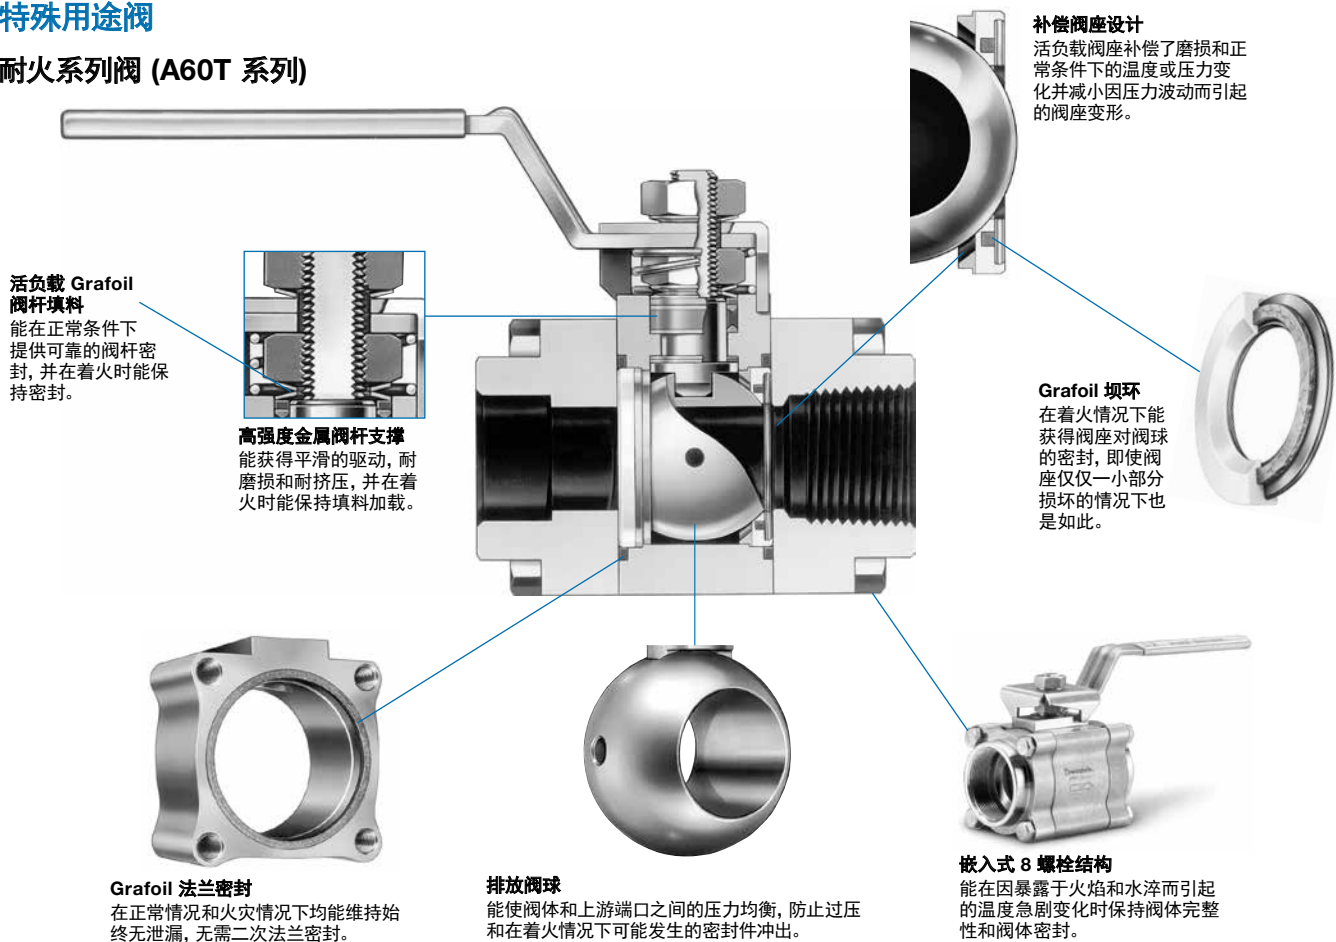 特殊用途阀
耐火系列阀 (A60T 系列)
补偿阀座设计
活负载阀座补偿了磨损和正
常条件下的温度或压力变
化并减小因压力波动而引起
的阀座变形。
活负载 Grafoil
阀杆填料
能在正常条件下
提供可靠的阀杆密
封, 并在着火时能保
持密封。
高强度金属阀杆支撑
能获得平滑的驱动, 耐
磨损和耐挤压, 并在着
火时能保持填料加载。
Grafoil 坝环
在着火情况下能
获得阀座对阀球
的密封, 即使阀
座仅仅一小部分
损坏的情况下也
是如此。
Grafoil 法兰密封
在正常情况和火灾情况下均能维持始
终无泄漏, 无需二次法兰密封。
排放阀球
能使阀体和上游端口之间的压力均衡, 防止过压
和在着火情况下可能发生的密封件冲出。
嵌入式 8 螺栓结构
能在因暴露于火焰和水淬而引起
的温度急剧变化时保持阀体完整
性和阀体密封。